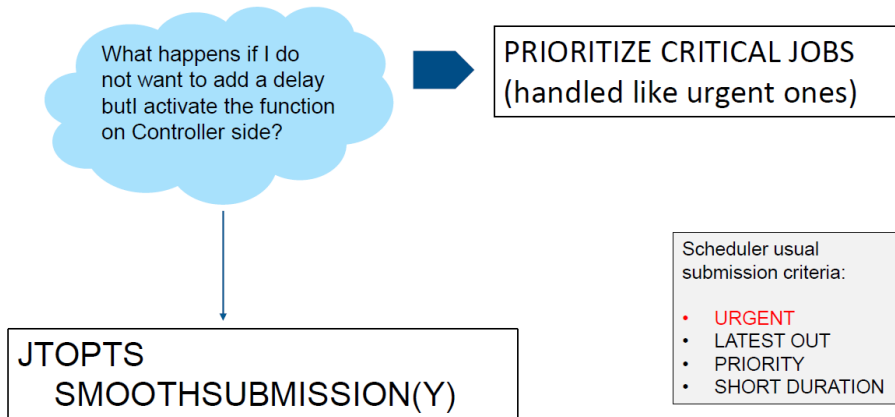 What happens if I do
not want to add a delay
butI activate the function
on Controller side?
PRIORITIZE CRITICAL JOBS
(handled like urgent ones)
Scheduler usual
submission criteria:
• URGENT
• LATEST OUT
• PRIORITY
• SHORT DURATION
JTOPTS
SMOOTHSUBMISSION(Y)